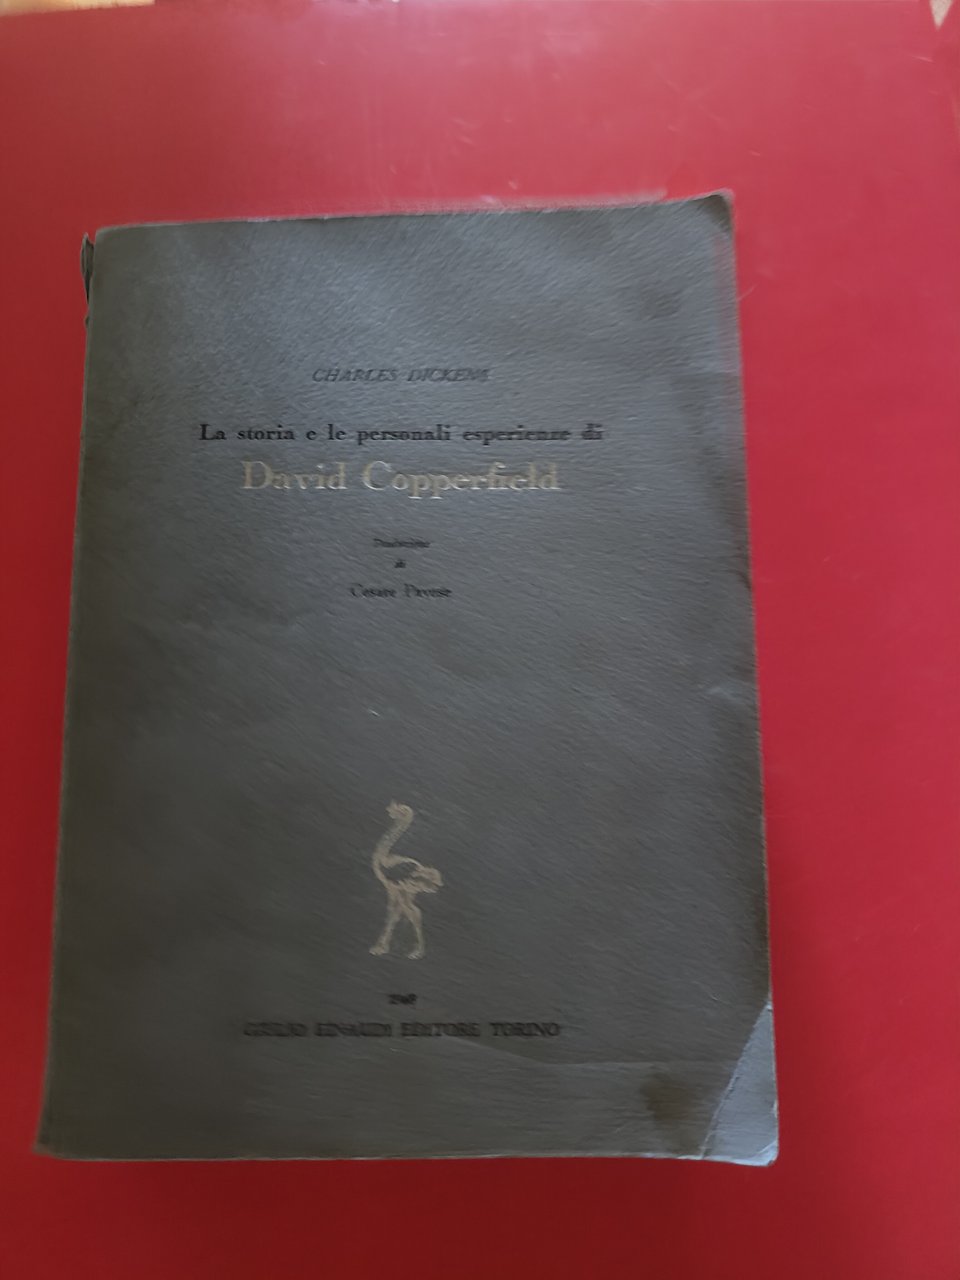 CHARLES DICKENS
La storia e le personali esperienze di
David Copperfield
Traduzione
di
Cesare Pavese
GIULIO EINAUDI EDITORE TORINO